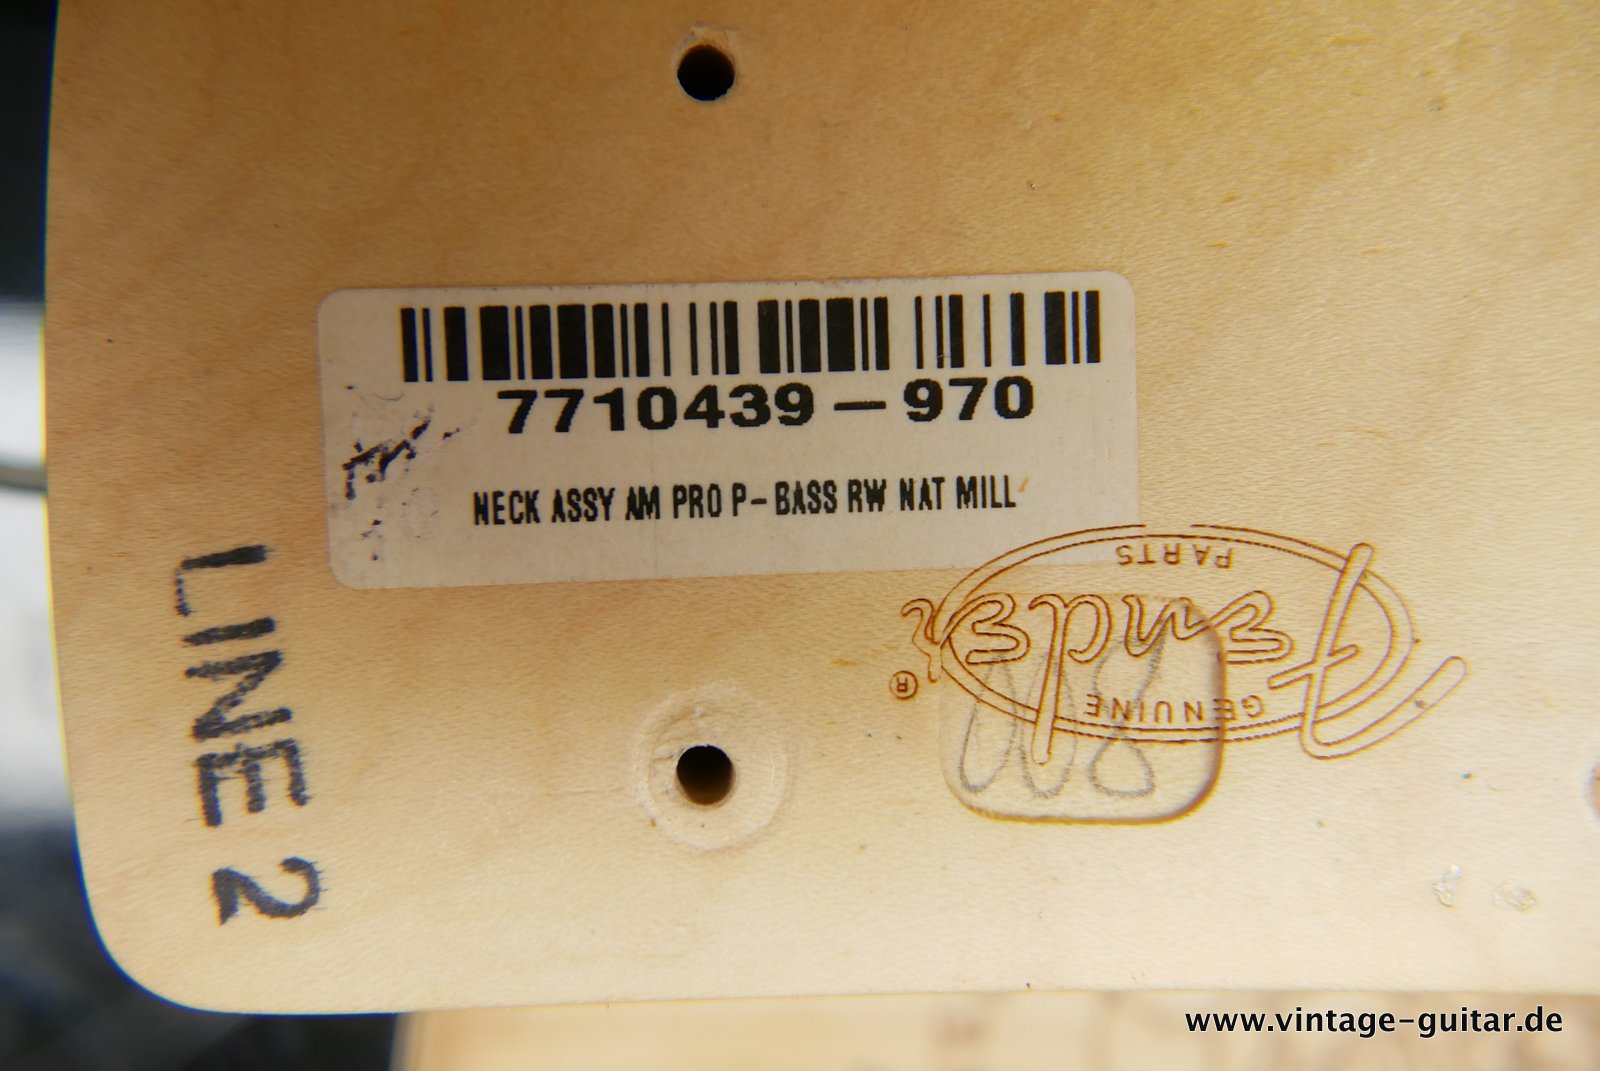 7710439-970
NECK ASSY AM PRO P-BASS RW NAT MILL
LINE 2
GENUINE
Fender
PARTS
®
www.vintage-guitar.de